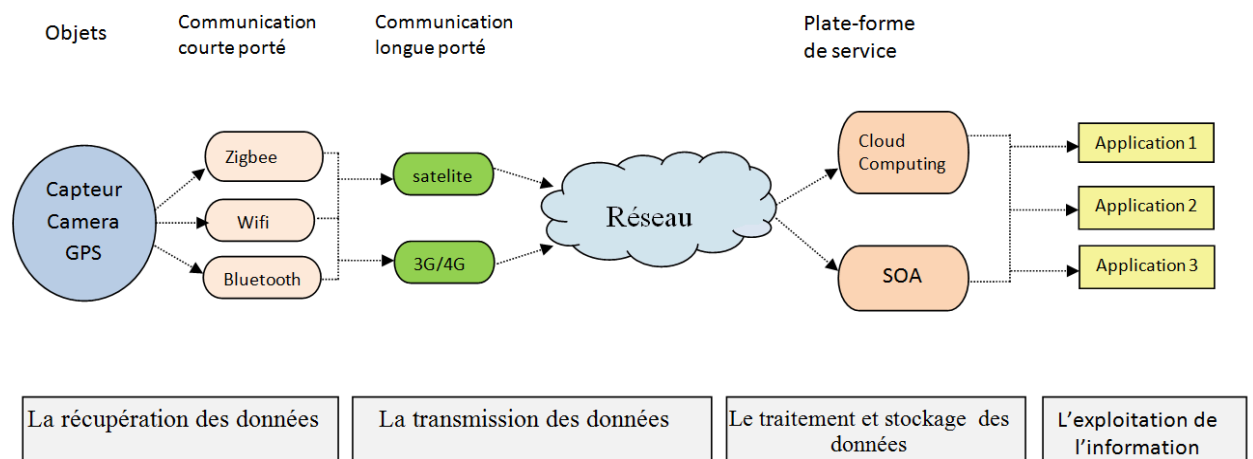 Objets
Communication
courte porté
Communication
longue porté
Plate-forme
de service
Capteur
Camera
GPS
Zigbee
Wifi
Bluetooth
satelite
3G/4G
Réseau
Cloud
Computing
SOA
Application 1
Application 2
Application 3
La récupération des données
La transmission des données
Le traitement et stockage des
données
L’exploitation de
l’information